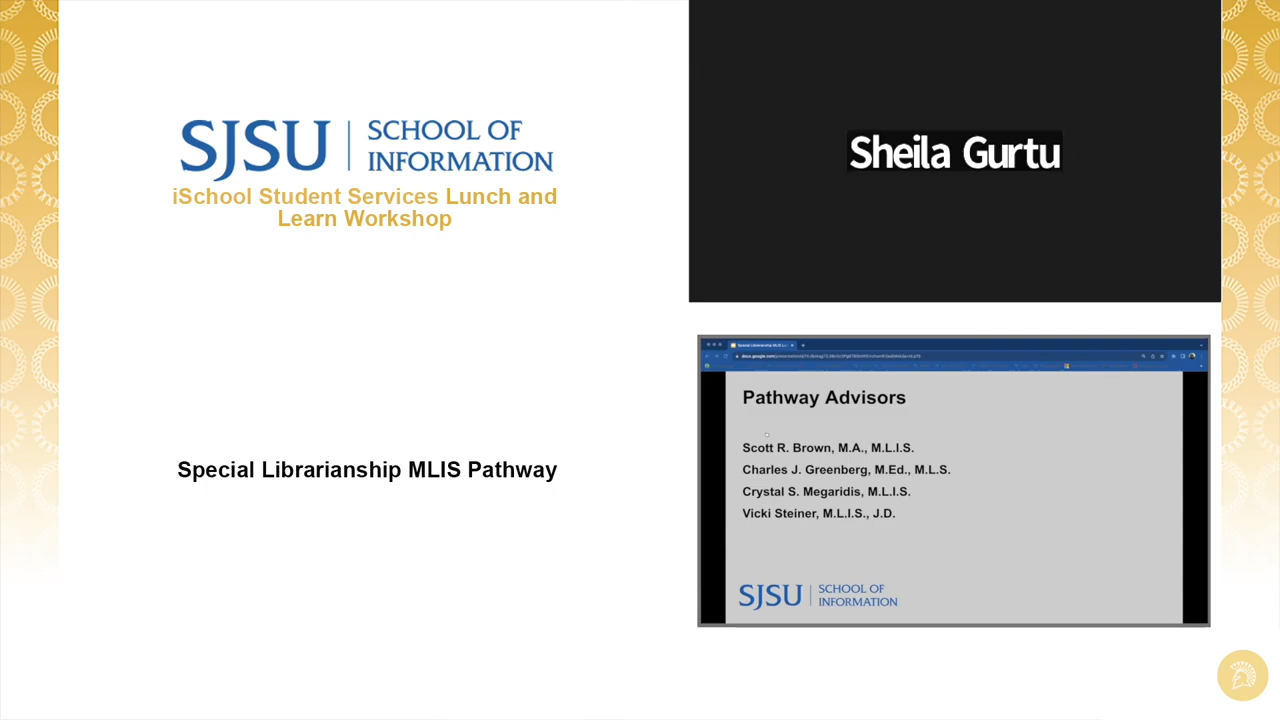 SJSU | SCHOOL OF
INFORMATION
iSchool Student Services Lunch and
Learn Workshop
Special Librarianship MLIS Pathway
Sheila Gurtu
Pathway Advisors
Scott R. Brown, M.A., M.L.I.S.
Charles J. Greenberg, M.Ed., M.L.S.
Crystal S. Megaridis, M.L.I.S.
Vicki Steiner, M.L.I.S., J.D.
SJSU | SCHOOL OF
INFORMATION